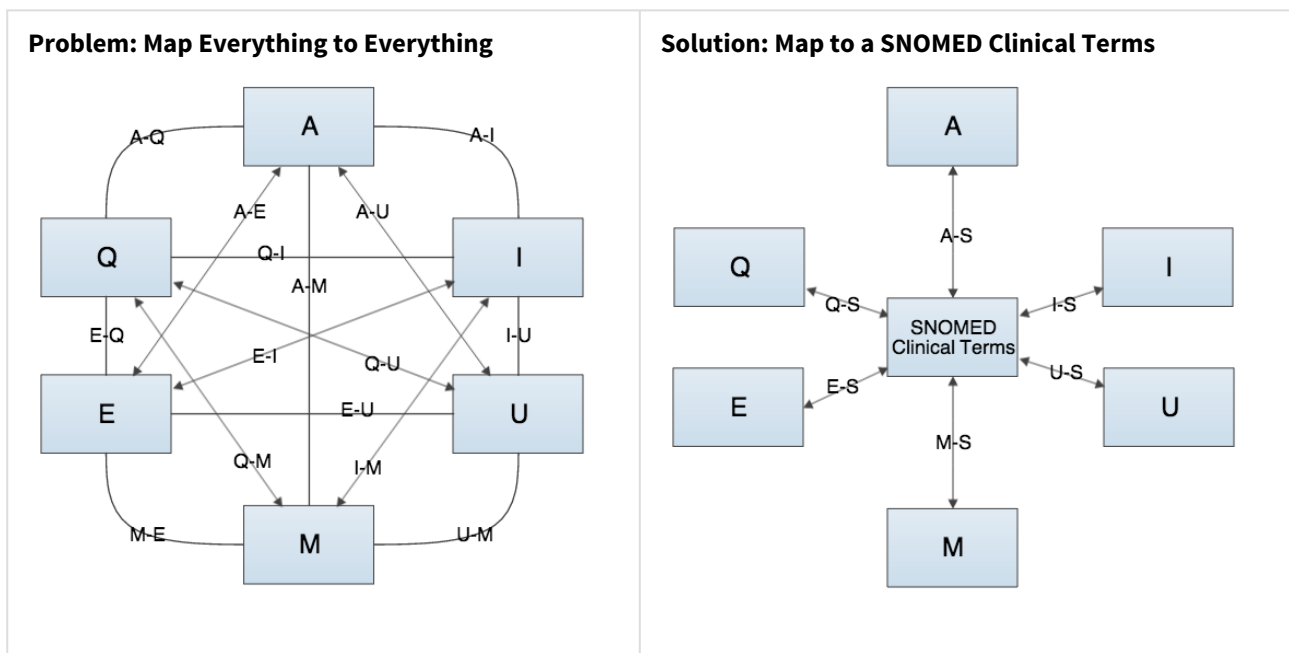 Problem: Map Everything to Everything
A
A-Q
A-I
A-E
A-U
Q
Q-I
I
A-M
E-Q
I-U
E-I
Q-U
E
E-U
U
Q-M
I-M
M-E
M
U-M
Solution: Map to a SNOMED Clinical Terms
A
A-S
Q
I
Q-S
I-S
SNOMED
Clinical Terms
E-S
U-S
E
U
M-S
M